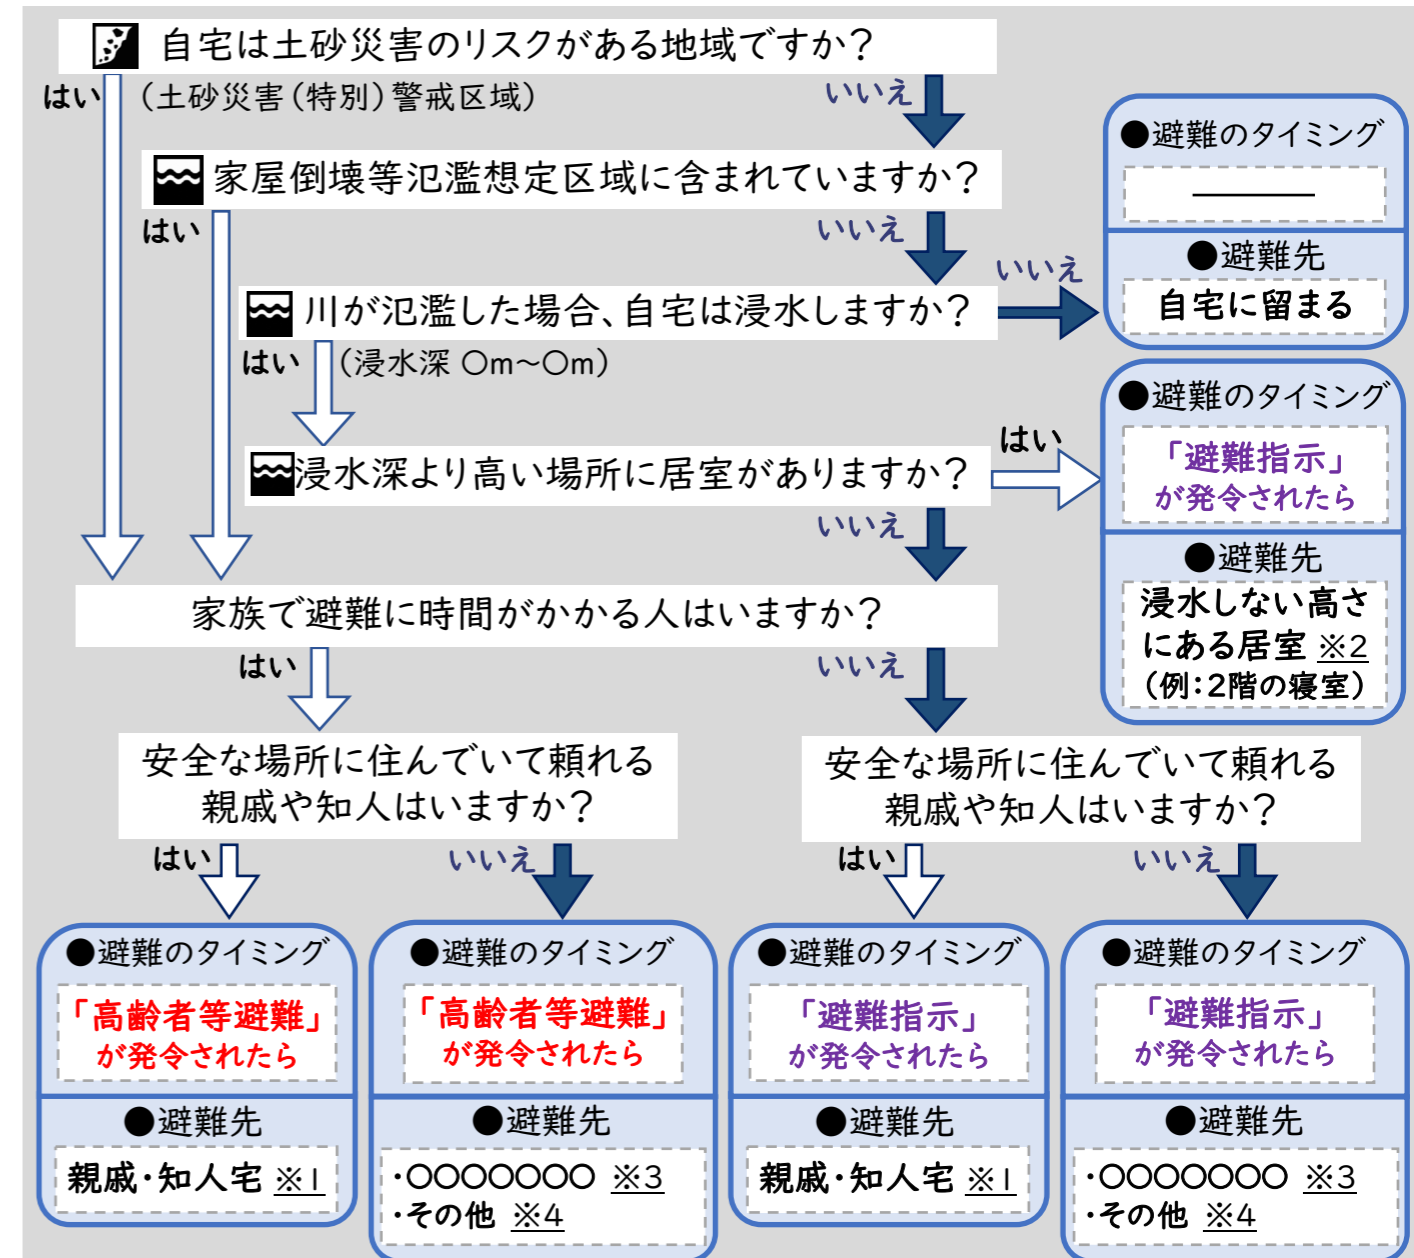 自宅は土砂災害のリスクがある地域ですか？
はい
（土砂災害（特別）警戒区域）
いいえ
家屋倒壊等氾濫想定区域に含まれていますか？
はい
いいえ
川が氾濫した場合、自宅は浸水しますか？
いいえ
はい
（浸水深 〇m～〇m）
●避難のタイミング
●避難先
自宅に留まる
浸水深より高い場所に居室がありますか？
はい
いいえ
●避難のタイミング
「避難指示」
が発令されたら
●避難先
浸水しない高さ
にある居室 ※2
（例：2階の寝室）
家族で避難に時間がかかる人はいますか？
はい
いいえ
安全な場所に住んでいて頼れる
親戚や知人はいますか？
はい
いいえ
安全な場所に住んでいて頼れる
親戚や知人はいますか？
はい
いいえ
●避難のタイミング
「高齢者等避難」
が発令されたら
●避難先
親戚・知人宅 ※1
●避難のタイミング
「高齢者等避難」
が発令されたら
●避難先
・〇〇〇〇〇〇〇 ※3
・その他 ※4
●避難のタイミング
「避難指示」
が発令されたら
●避難先
親戚・知人宅 ※1
●避難のタイミング
「避難指示」
が発令されたら
●避難先
・〇〇〇〇〇〇〇 ※3
・その他 ※4